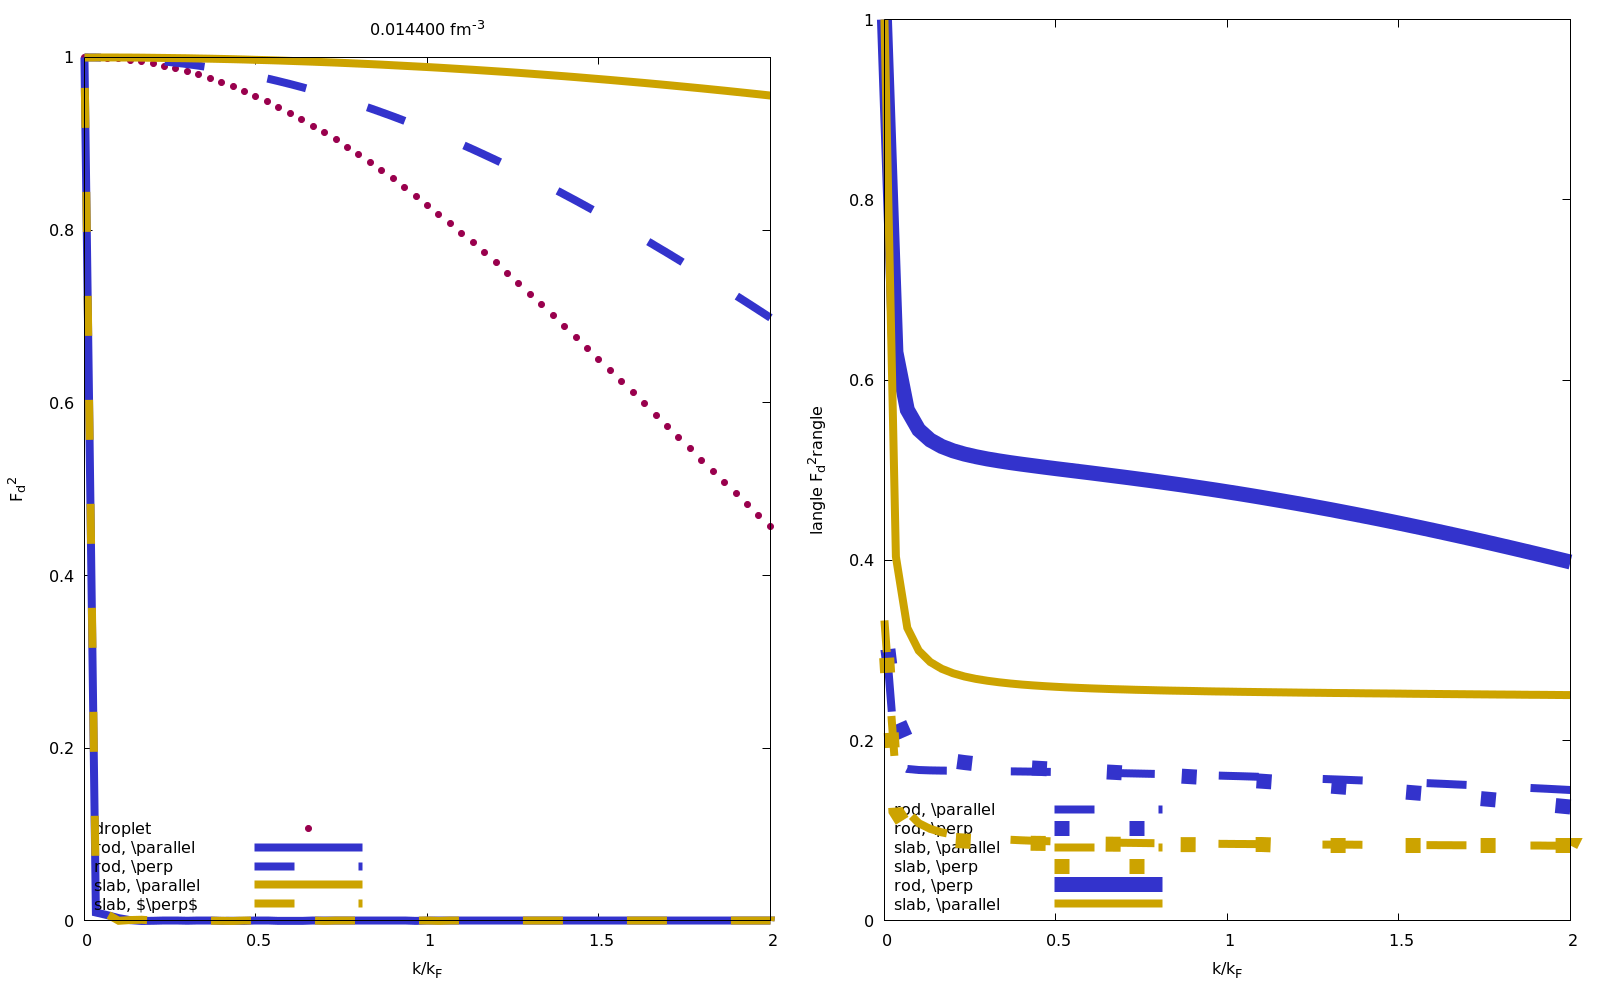 0.014400 fm-3
1
0.8
0.6
0.4
0.2
0
Fd2
droplet
rod, \parallel
rod, \perp
slab, \parallel
slab, $\perp$
0 0.5 1 1.5 2
k/kF
1
0.8
0.6
0.4
0.2
0
langle Fd2rangle
rod, \parallel
rod, \perp
slab, \parallel
slab, \perp
rod, \perp
slab, \parallel
0 0.5 1 1.5 2
k/kF